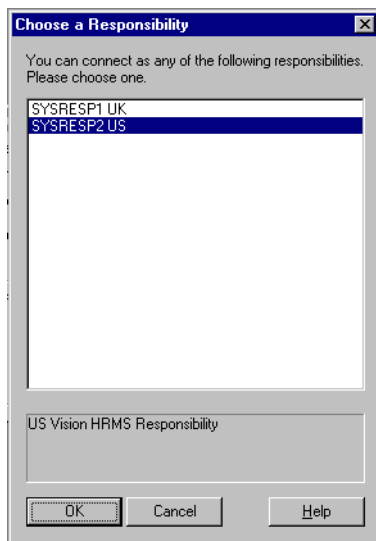 Choose a Responsibility
You can connect as any of the following responsibilities.
Please choose one.
SYSRESP1 UK
SYSRESP2 US
US Vision HRMS Responsibility
OK Cancel Help